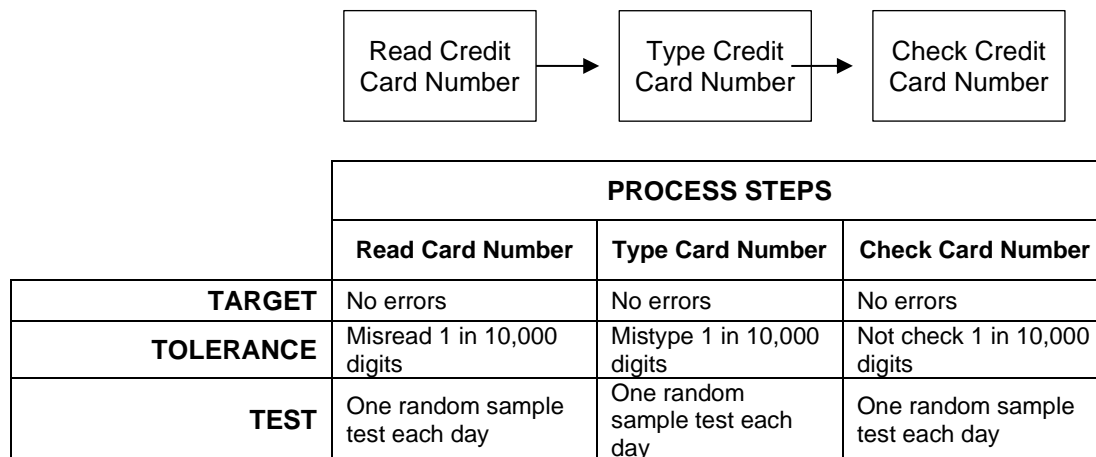 Read Credit
Card Number
Type Credit
Card Number
Check Credit
Card Number
PROCESS STEPS
Read Card Number
Type Card Number
Check Card Number
TARGET
No errors
No errors
No errors
TOLERANCE
Misread 1 in 10,000
digits
Mistype 1 in 10,000
digits
Not check 1 in 10,000
digits
TEST
One random sample
test each day
One random
sample test each
day
One random sample
test each day